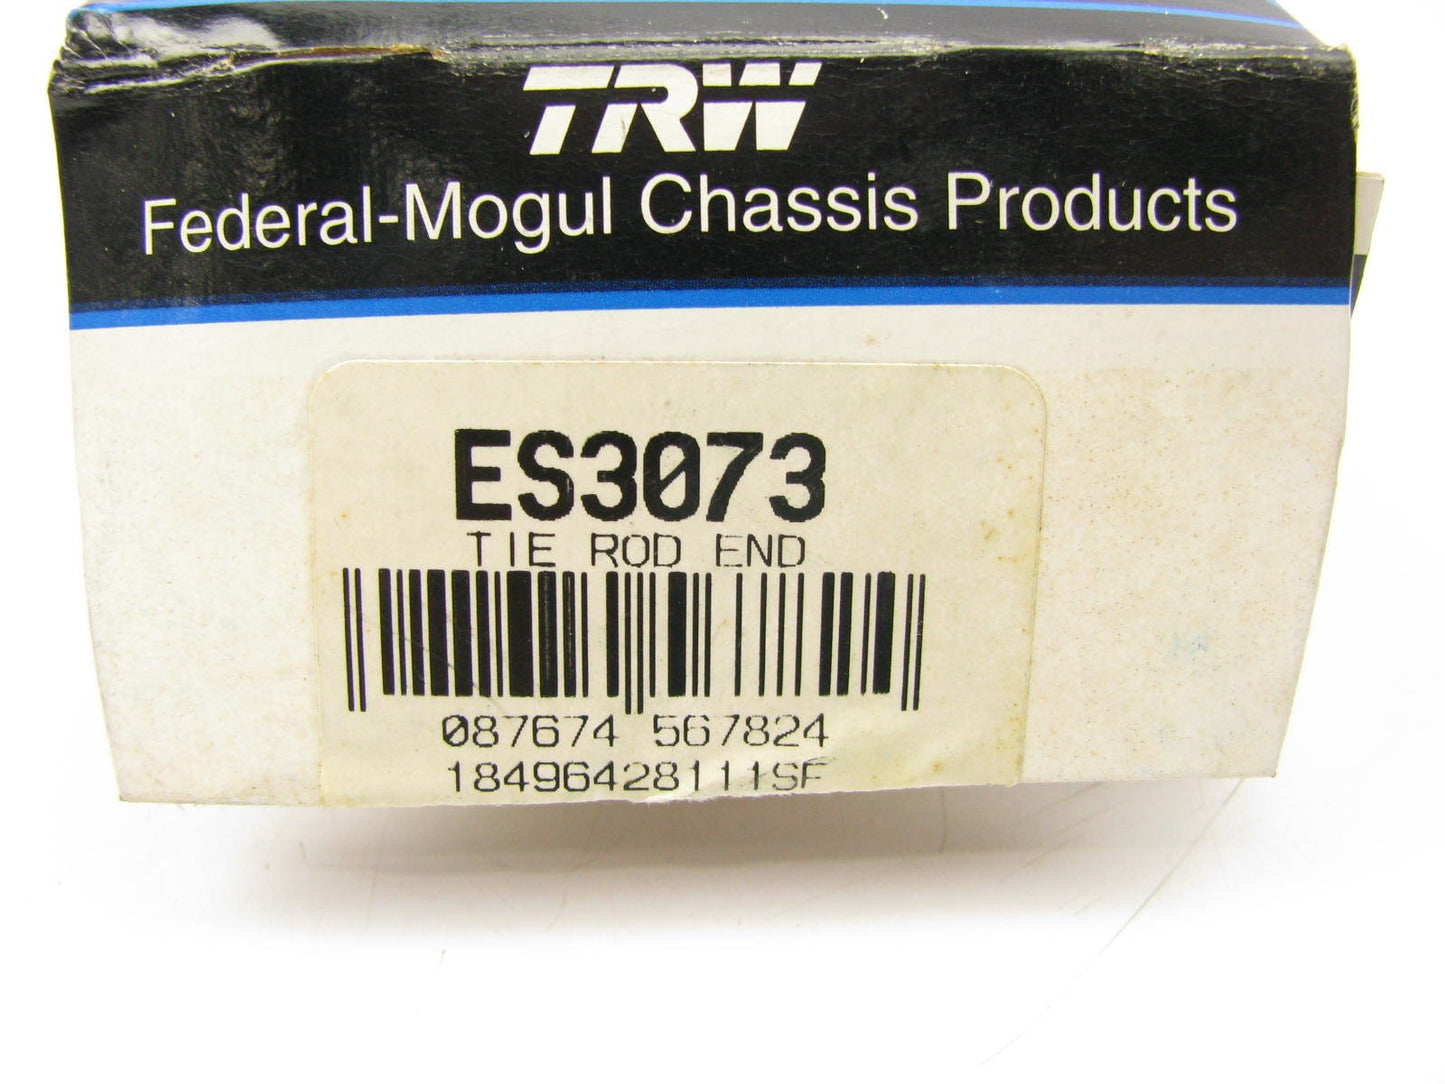 TRW
Federal-Mogul Chassis Products
ES3073
TIE ROD END
087674 567824
18496428111SF